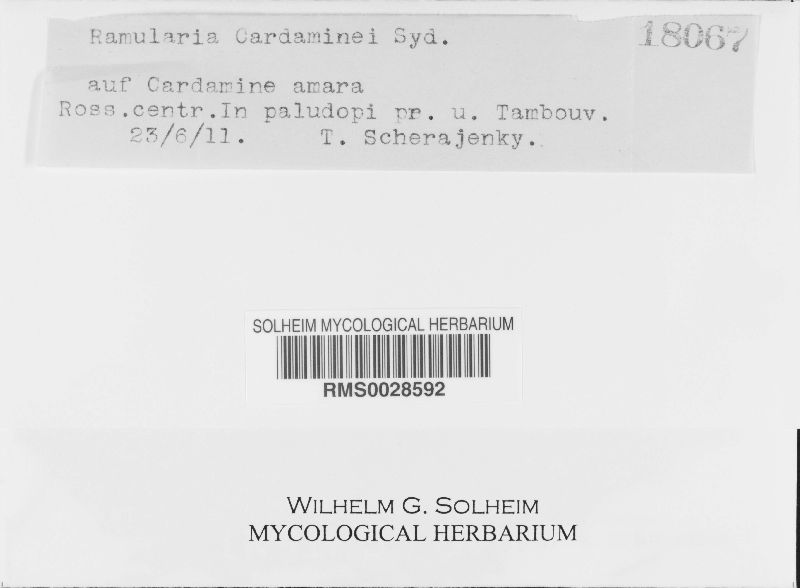 Ramularia Cardaminei Syd.
18067
auf Cardamine amara
Ross.centr.In paludopi pr. u. Tambouv.
23/6/11. T. Scherajenky.
SOLHEIM MYCOLOGICAL HERBARIUM
RMS0028592
WILHELM G. SOLHEIM
MYCOLOGICAL HERBARIUM